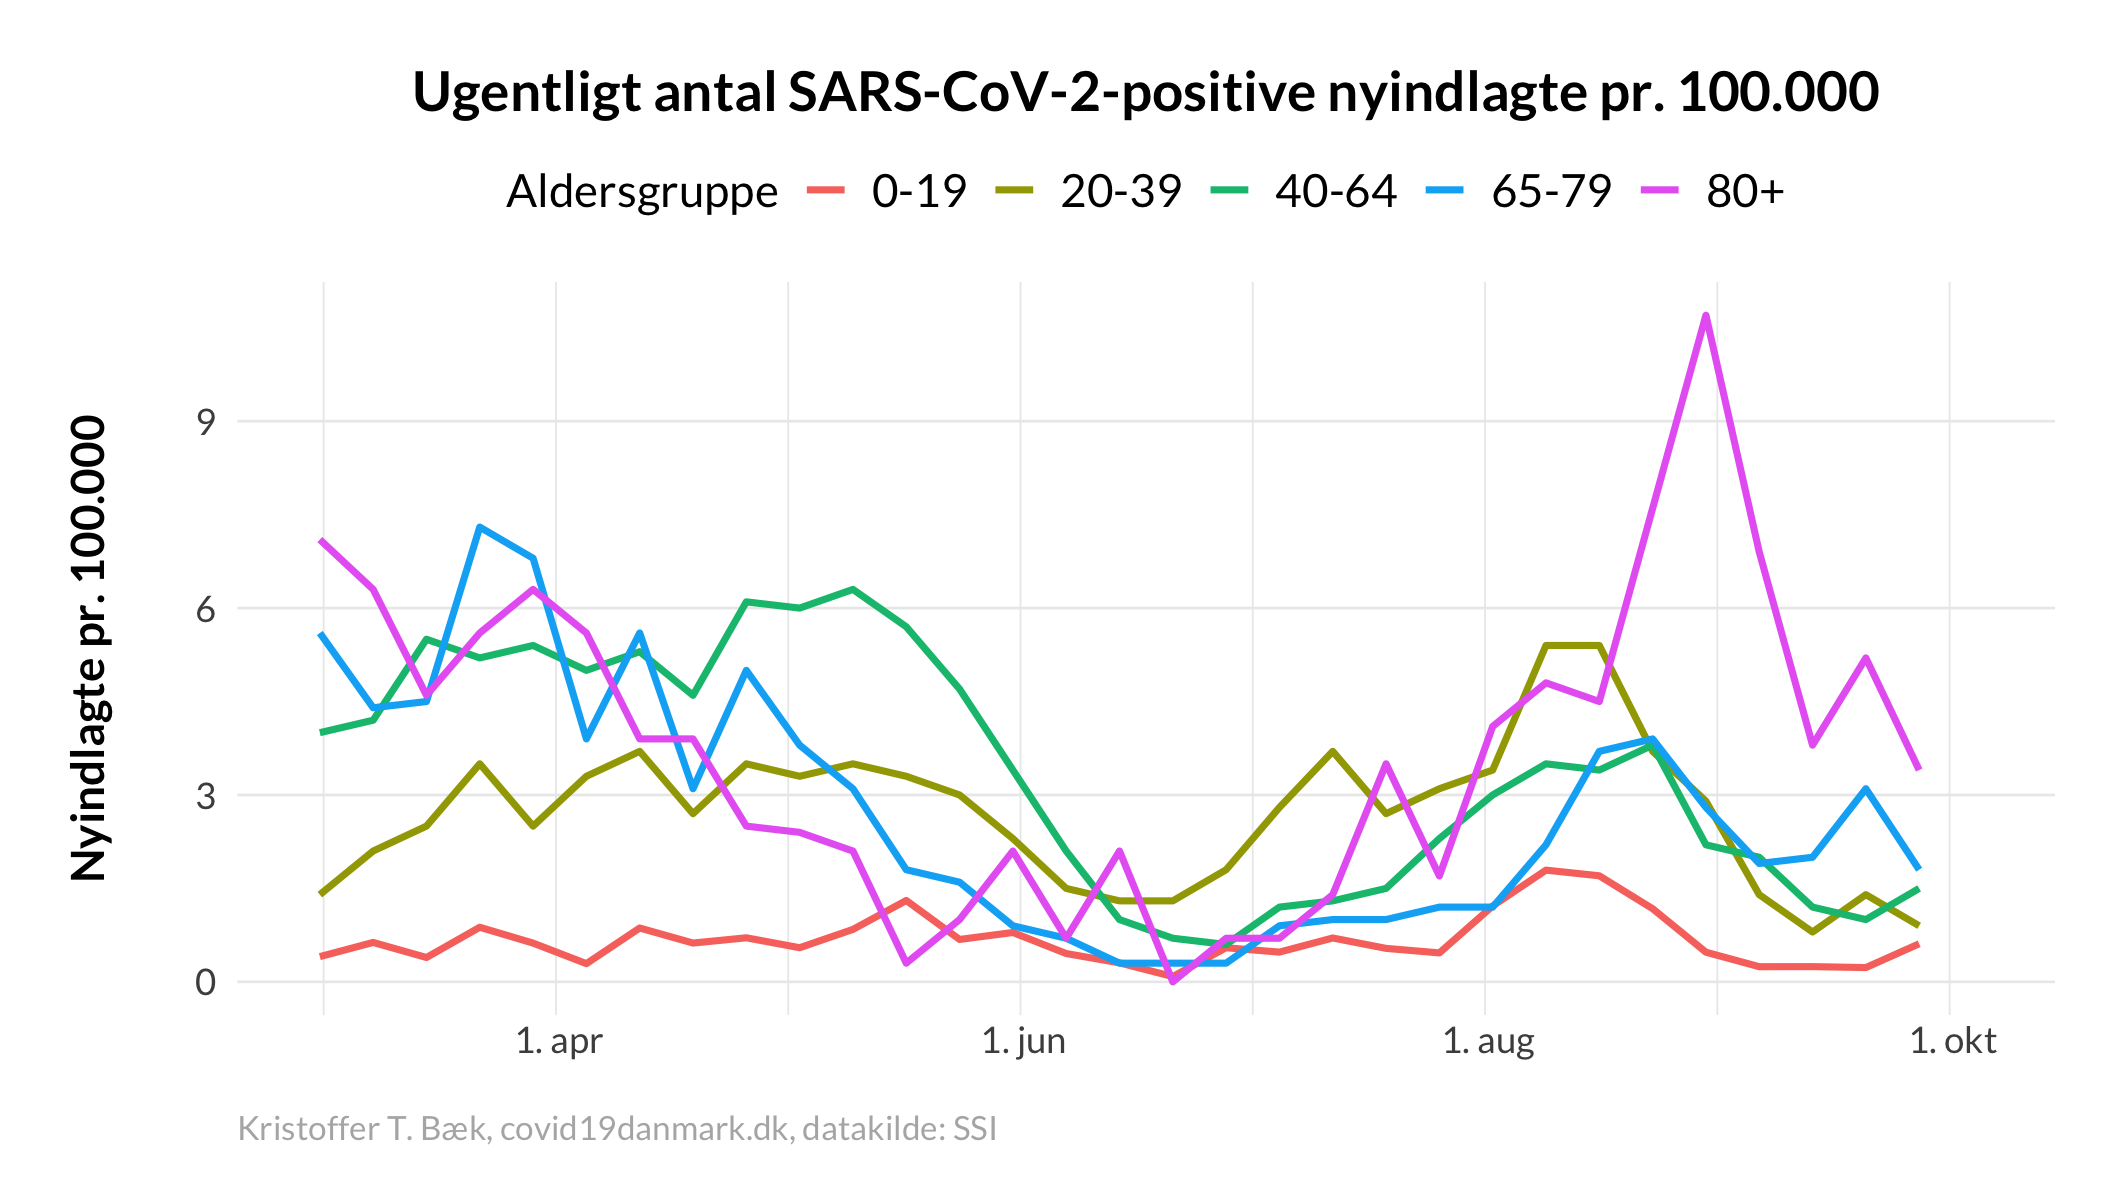 Ugentligt antal SARS-CoV-2-positive nyindlagte pr. 100.000
Aldersgruppe 0-19 20-39 40-64 65-79 80+
Nyindlagte pr. 100.000
9
6
3
0
1. apr 1. jun 1. aug 1. okt
Kristoffer T. Bæk, covid19danmark.dk, datakilde: SSI